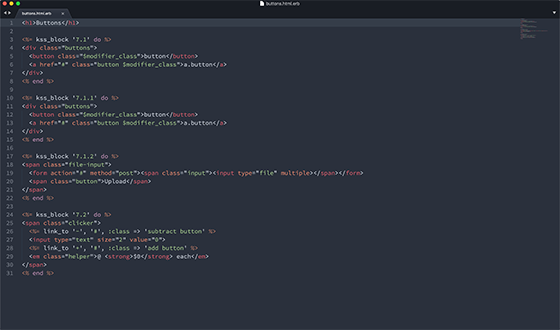 buttons.html.erb
buttons.html.erb
1 <h1>Buttons</h1>
2
3 <%= kss_block '7.1' do %>
4 <div class="buttons">
5 <button class="$modifier_class">button</button>
6 <a href="#" class="button $modifier_class">a.button</a>
7 </div>
8 <% end %>
9
10 <%= kss_block '7.1.1' do %>
11 <div class="buttons">
12 <button class="$modifier_class">button</button>
13 <a href="#" class="button $modifier_class">a.button</a>
14 </div>
15 <% end %>
16
17 <%= kss_block '7.1.2' do %>
18 <span class="file-input">
19 <form action="#" method="post"><span class="input"><input type="file" multiple></span></form>
20 <span class="button">Upload</span>
21 </span>
22 <% end %>
23
24 <%= kss_block '7.2' do %>
25 <span class="clicker">
26 <%= link_to '-', '#', :class => 'subtract button' %>
27 <input type="text" size="2" value="0">
28 <%= link_to '+', '#', :class => 'add button' %>
29 <em class="helper">@ <strong>$0</strong> each</em>
30 </span>
31 <% end %>